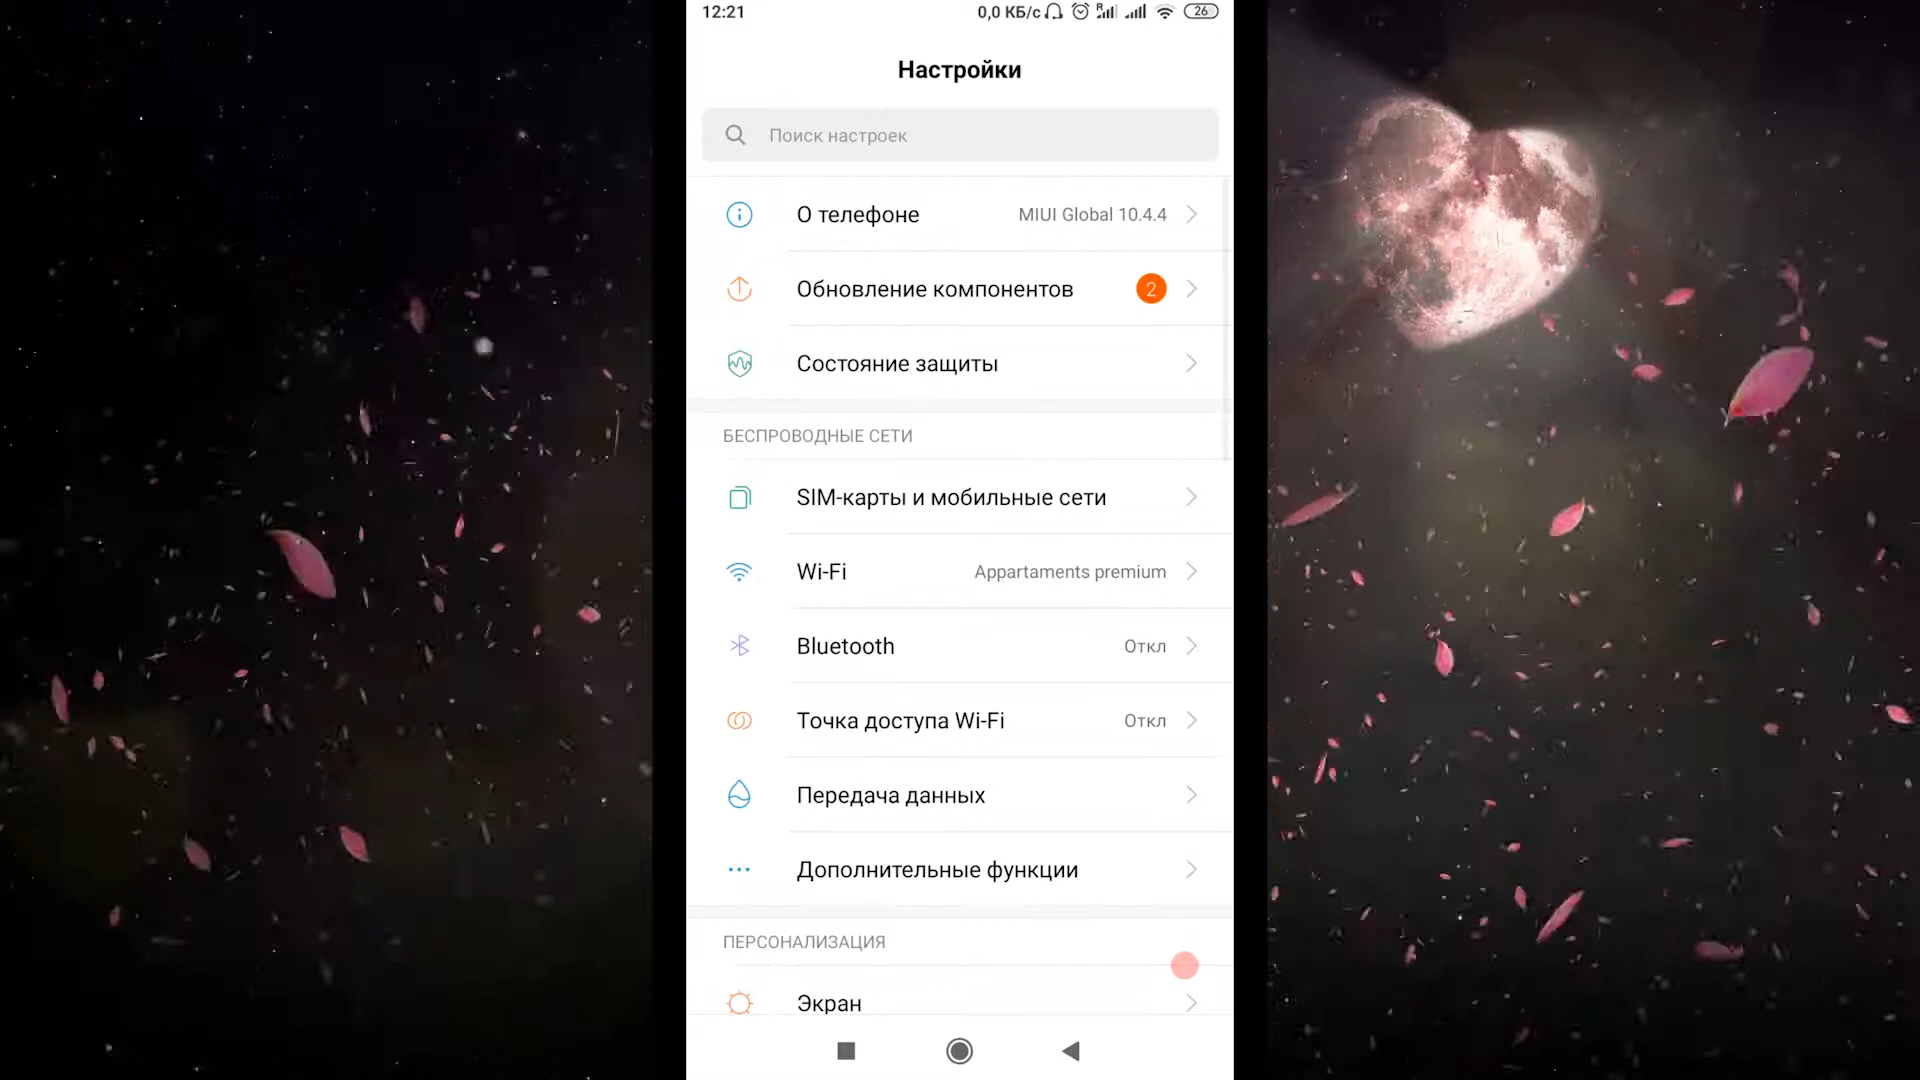 12:21 0,0 КБ/с R 26
Настройки
Поиск настроек
О телефоне MIUI Global 10.4.4
Обновление компонентов 2
Состояние защиты
БЕСПРОВОДНЫЕ СЕТИ
SIM-карты и мобильные сети
Wi-Fi Appartaments premium
Bluetooth Откл
Точка доступа Wi-Fi Откл
Передача данных
Дополнительные функции
ПЕРСОНАЛИЗАЦИЯ
Экран